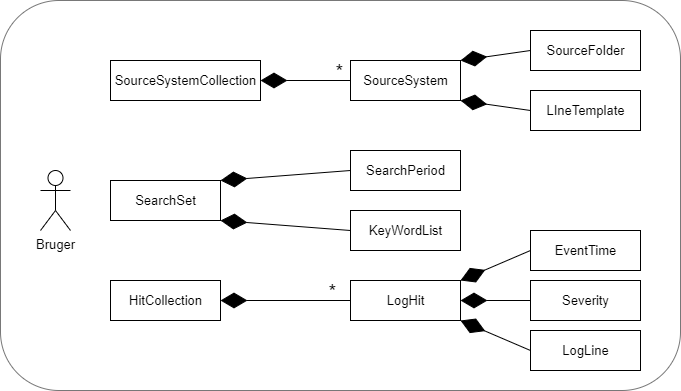 SourceFolder
SourceSystemCollection
*
SourceSystem
LIneTemplate
SearchPeriod
SearchSet
KeyWordList
Bruger
EventTime
HitCollection
*
LogHit
Severity
LogLine